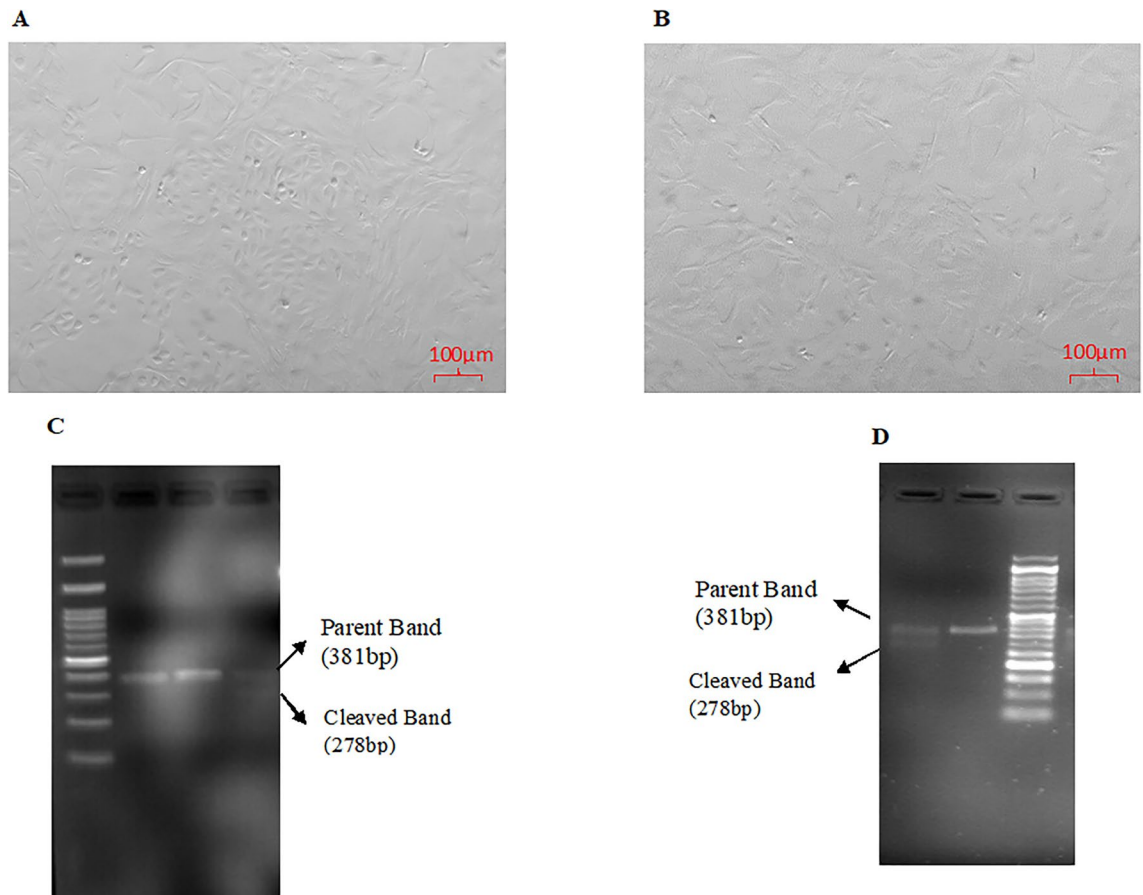 A
B
100µm
100µm
C
D
Parent Band
(381bp)
Cleaved Band
(278bp)
Parent Band
(381bp)
Cleaved Band
(278bp)